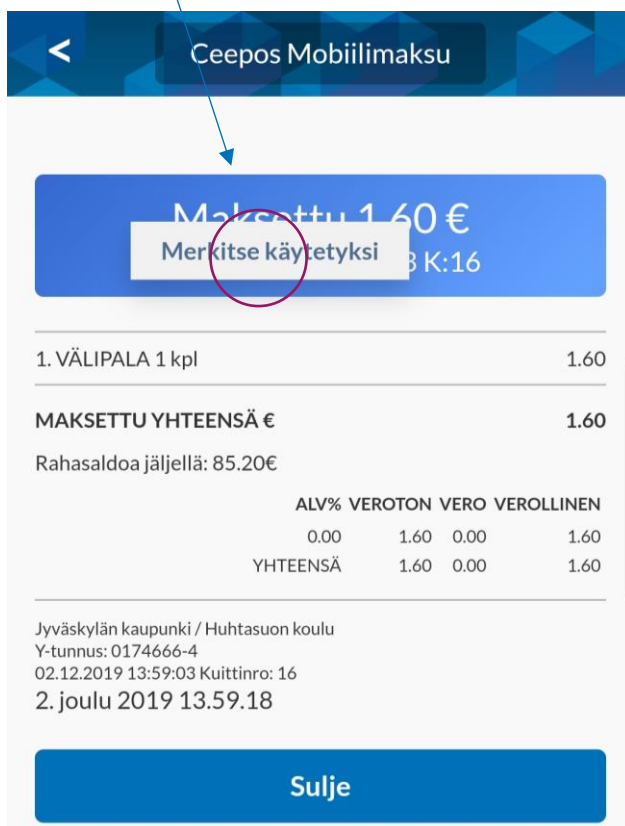 <
Ceepos Mobiilimaksu
Maksettu 1.60 €
Merkitse käytetyksi
K:16
1. VÄLIPALA 1 kpl 1.60
MAKSETTU YHTEENSÄ € 1.60
Rahasaldoa jäljellä: 85.20€
ALV% VEROTON VERO VEROLLINEN
0.00 1.60 0.00 1.60
YHTEENSÄ 1.60 0.00 1.60
Jyväskylän kaupunki / Huhtasuon koulu
Y-tunnus: 0174666-4
02.12.2019 13:59:03 Kuittinro: 16
2. joulu 2019 13.59.18
Sulje